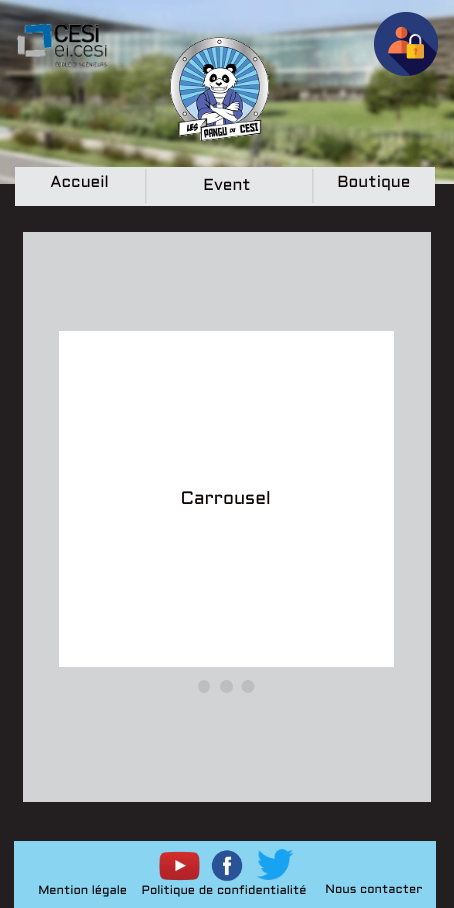 CESi
ei.cesi
ÉCOLE D'INGÉNIEURS
LES PANGU DU CESI
Accueil
Event
Boutique
Carrousel
Mention légale
Politique de confidentialité
Nous contacter